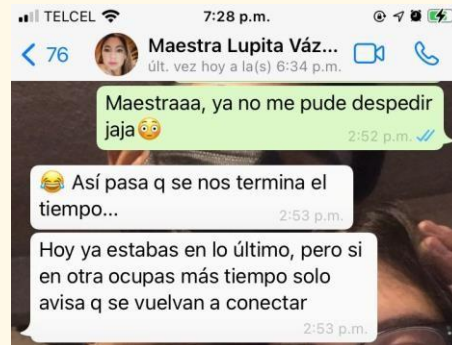 TELCEL 7:28 p.m.
76 Maestra Lupita Váz...
últ. vez hoy a la(s) 6:34 p.m.
Maestraaa, ya no me pude despedir
jaja😳
2:52 p.m.
😂 Así pasa q se nos termina el
tiempo...
2:53 p.m.
Hoy ya estabas en lo último, pero si
en otra ocupas más tiempo solo
avisa q se vuelvan a conectar
2:53 p.m.